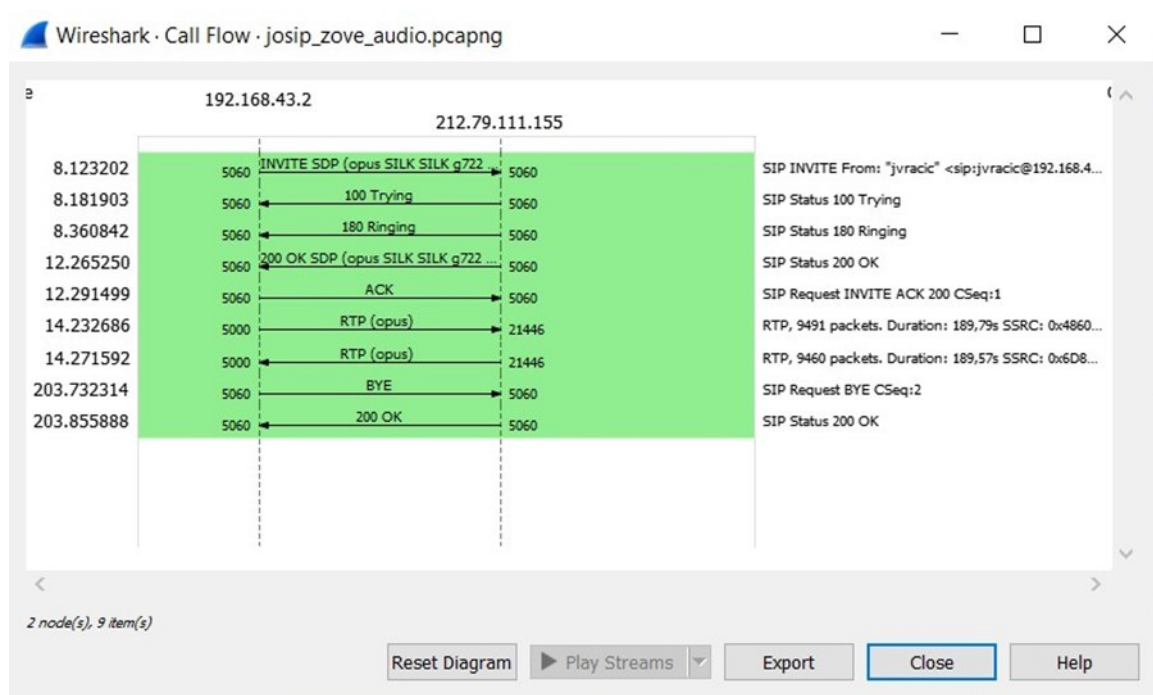 Wireshark · Call Flow · josip_zove_audio.pcapng
e 192.168.43.2
212.79.111.155
8.123202 5060 INVITE SDP (opus SILK SILK g722 ... 5060 SIP INVITE From: "jvracic" <sip:jvracic@192.168.4...
8.181903 5060 100 Trying 5060 SIP Status 100 Trying
8.360842 5060 180 Ringing 5060 SIP Status 180 Ringing
12.265250 5060 200 OK SDP (opus SILK SILK g722 ... 5060 SIP Status 200 OK
12.291499 5060 ACK 5060 SIP Request INVITE ACK 200 CSeq:1
14.232686 5000 RTP (opus) 21446 RTP, 9491 packets. Duration: 189,79s SSRC: 0x4860...
14.271592 5000 RTP (opus) 21446 RTP, 9460 packets. Duration: 189,57s SSRC: 0x6D8...
203.732314 5060 BYE 5060 SIP Request BYE CSeq:2
203.855888 5060 200 OK 5060 SIP Status 200 OK
2 node(s), 9 item(s)
Reset Diagram Play Streams Export Close Help